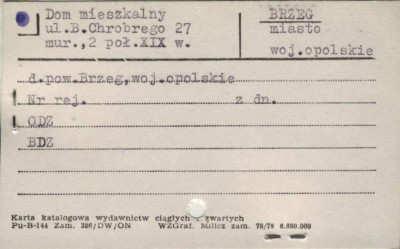 Dom mieszkalny
ul.B.Chrobrego 27
mur.,2 poł.XIX w.
BRZEG
miasto
woj.opolskie
d.pow.Brzeg,woj.opolskie
Nr rej. z dn.
ODZ
BDZ
Karta katalogowa wydawnictw ciągłych i zwartych
Pu-B-144 Zam. 386/DW/ON WZGraf. Milicz zam. 78/79 6.800.000